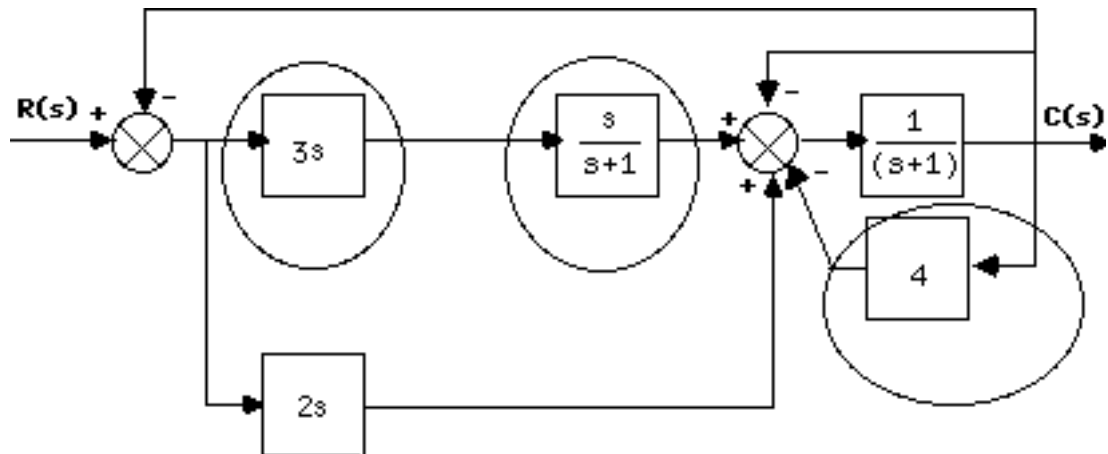 R(s) + -
3s
s
s+1
+ - + -
1
(s+1)
C(s)
4
2s